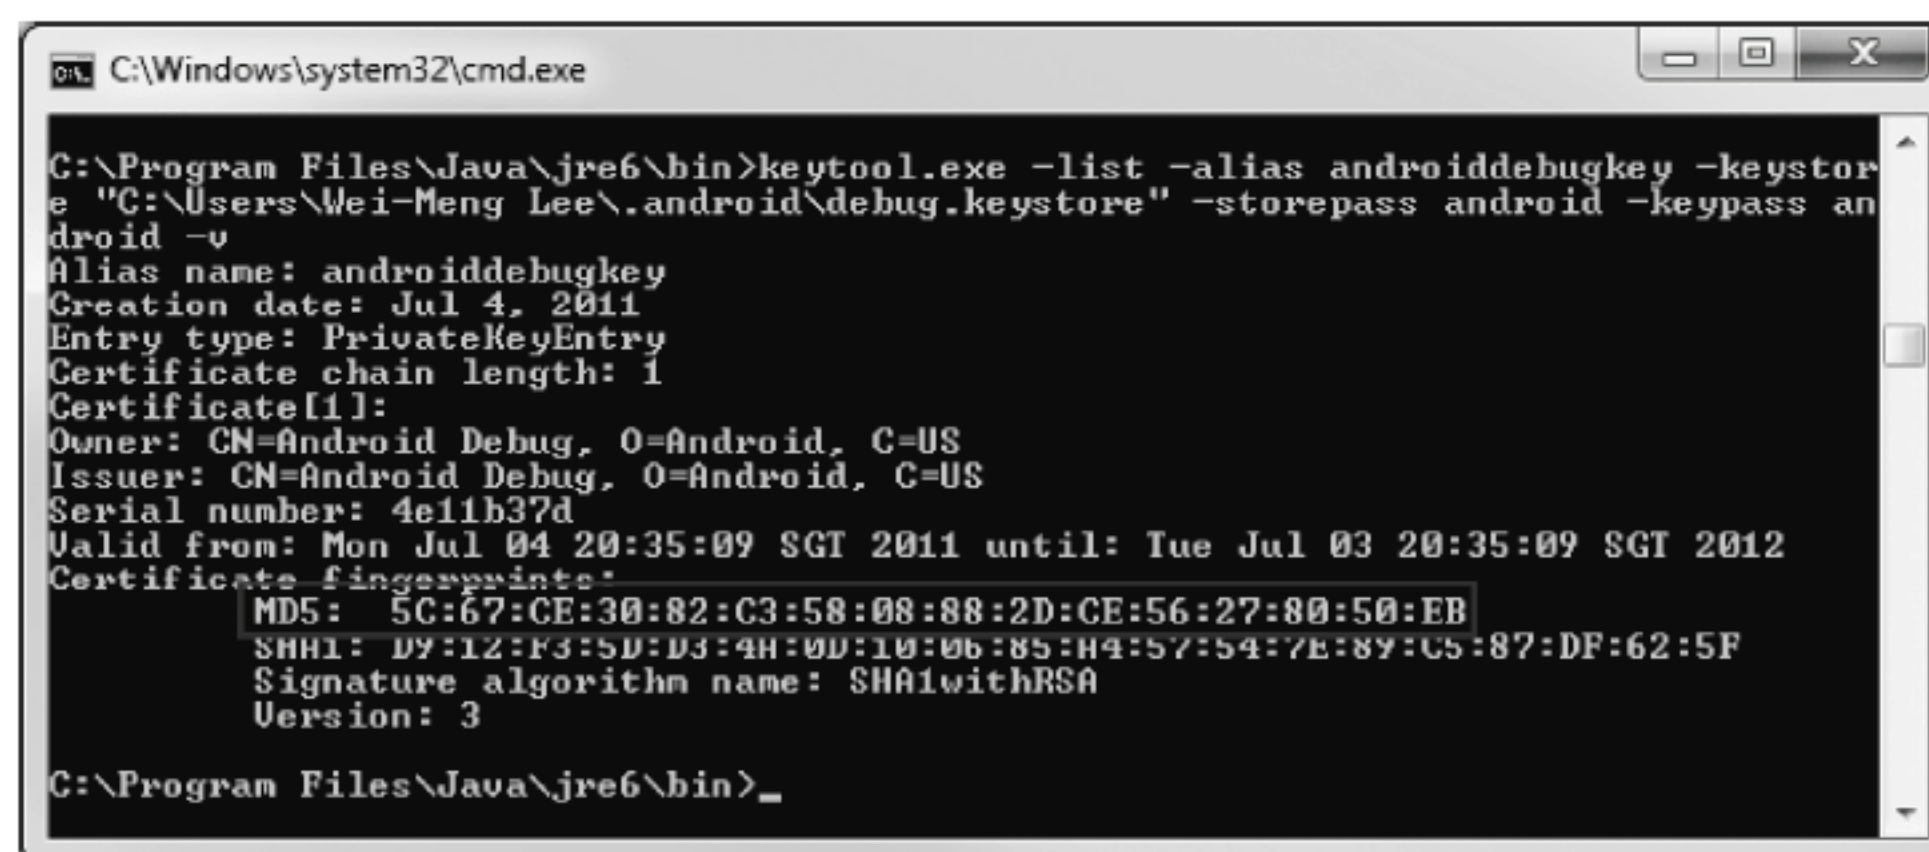 C:\Windows\system32\cmd.exe
C:\Program Files\Java\jre6\bin>keytool.exe -list -alias androiddebugkey -keystor
e "C:\Users\Wei-Meng Lee\.android\debug.keystore" -storepass android -keypass an
droid -v
Alias name: androiddebugkey
Creation date: Jul 4, 2011
Entry type: PrivateKeyEntry
Certificate chain length: 1
Certificate[1]:
Owner: CN=Android Debug, O=Android, C=US
Issuer: CN=Android Debug, O=Android, C=US
Serial number: 4e11b37d
Valid from: Mon Jul 04 20:35:09 SGT 2011 until: Tue Jul 03 20:35:09 SGT 2012
Certificate fingerprints:
MD5: 5C:67:CE:30:82:C3:58:08:88:2D:CE:56:27:80:50:EB
SHA1: D9:12:F3:5D:D3:4A:0D:10:06:85:A4:57:54:7E:89:C5:87:DF:62:5F
Signature algorithm name: SHA1withRSA
Version: 3
C:\Program Files\Java\jre6\bin>_